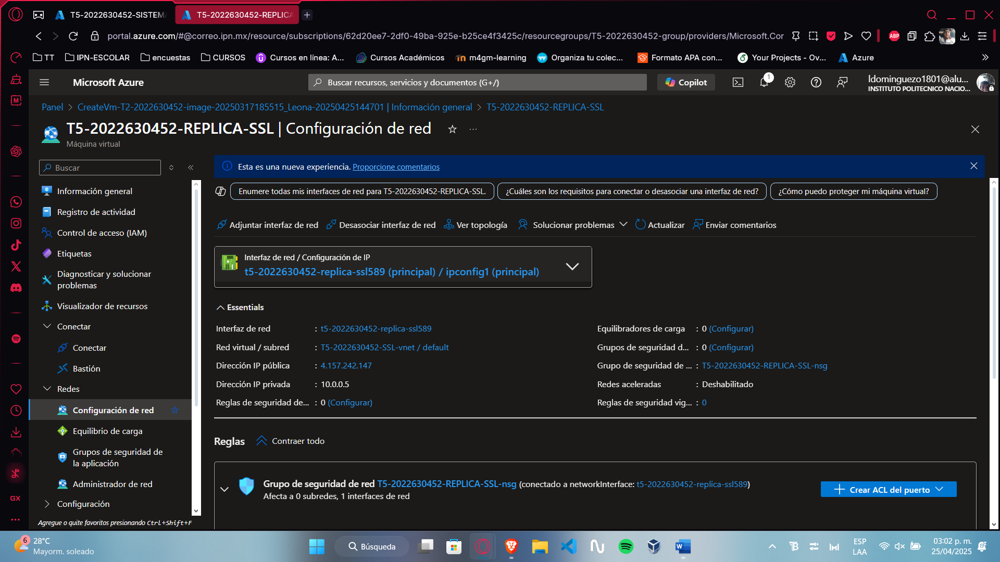 T5-2022630452-SISTEMA
T5-2022630452-REPLICA
portal.azure.com/#@correo.ipn.mx/resource/subscriptions/62d20ee7-2df0-49ba-925e-b25ce4f3425c/resourcegroups/T5-2022630452-group/providers/Microsoft.Cor
ABP
TT
IPN-ESCOLAR
encuestas
CURSOS
Cursos en línea: A...
Cursos Académicos
m4gm-learning
Organiza tu colec...
Formato APA con...
Your Projects - Ov...
Azure
Microsoft Azure
Buscar recursos, servicios y documentos (G+/)
Copilot
1
ldominguezo1801@alu...
INSTITUTO POLITECNICO NACIO...
Panel > CreateVm-T2-2022630452-image-20250317185515_Leona-20250425144701 | Información general > T5-2022630452-REPLICA-SSL
T5-2022630452-REPLICA-SSL | Configuración de red
Máquina virtual
Buscar
Información general
Registro de actividad
Control de acceso (IAM)
Etiquetas
Diagnosticar y solucionar
problemas
Visualizador de recursos
Conectar
Conectar
Bastión
Redes
Configuración de red
Equilibrio de carga
Grupos de seguridad de
la aplicación
Administrador de red
Configuración
Agregue o quite favoritos presionando Ctrl+Shift+F
GX
Esta es una nueva experiencia. Proporcione comentarios
Enumere todas mis interfaces de red para T5-2022630452-REPLICA-SSL.
¿Cuáles son los requisitos para conectar o desasociar una interfaz de red?
¿Cómo puedo proteger mi máquina virtual?
Adjuntar interfaz de red
Desasociar interfaz de red
Ver topología
Solucionar problemas
Actualizar
Enviar comentarios
Interfaz de red / Configuración de IP
t5-2022630452-replica-ssl589 (principal) / ipconfig1 (principal)
Essentials
Interfaz de red : t5-2022630452-replica-ssl589
Red virtual / subred : T5-2022630452-SSL-vnet / default
Dirección IP pública : 4.157.242.147
Dirección IP privada : 10.0.0.5
Reglas de seguridad de... : 0 (Configurar)
Equilibradores de carga : 0 (Configurar)
Grupos de seguridad d... : 0 (Configurar)
Grupo de seguridad de ... : T5-2022630452-REPLICA-SSL-nsg
Redes aceleradas : Deshabilitado
Reglas de seguridad vig... : 0
Reglas
Contraer todo
Grupo de seguridad de red T5-2022630452-REPLICA-SSL-nsg (conectado a networkInterface: t5-2022630452-replica-ssl589)
Afecta a 0 subredes, 1 interfaces de red
Crear ACL del puerto
6
28°C
Mayorm. soleado
Búsqueda
ESP
LAA
03:02 p. m.
25/04/2025